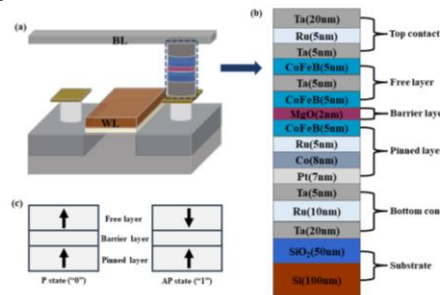 (a)
BL
WL
(b)
Ta(20nm)
Ru(5nm)
Ta(5nm)
Top contact
CoFeB(5nm)
Ta(5nm)
CoFeB(5nm)
Free layer
MgO(2nm)
Barrier laye
CoFeB(5nm)
Ru(5nm)
Co(8nm)
Pt(7nm)
Pinned layer
Ta(5nm)
Ru(10nm)
Ta(20nm)
Bottom con
SiO₂(50nm)
Si(100nm)
Substrate
(c)
Free layer
Barrier layer
Pinned layer
P state (“0”)
AP state (“1”)